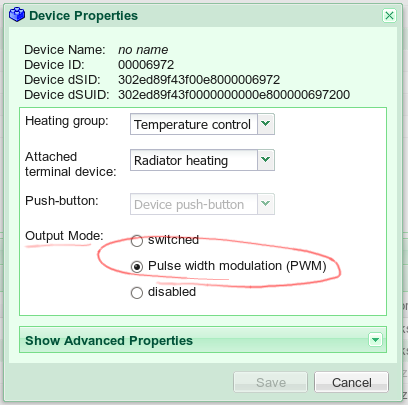 Device Properties
Device Name: no name
Device ID: 00006972
Device dSID: 302ed89f43f00e8000006972
Device dSUID: 302ed89f43f0000000000e800000697200
Heating group: Temperature control
Attached terminal device: Radiator heating
Push-button: Device push-button
Output Mode: switched
Pulse width modulation (PWM)
disabled
Show Advanced Properties
Save Cancel